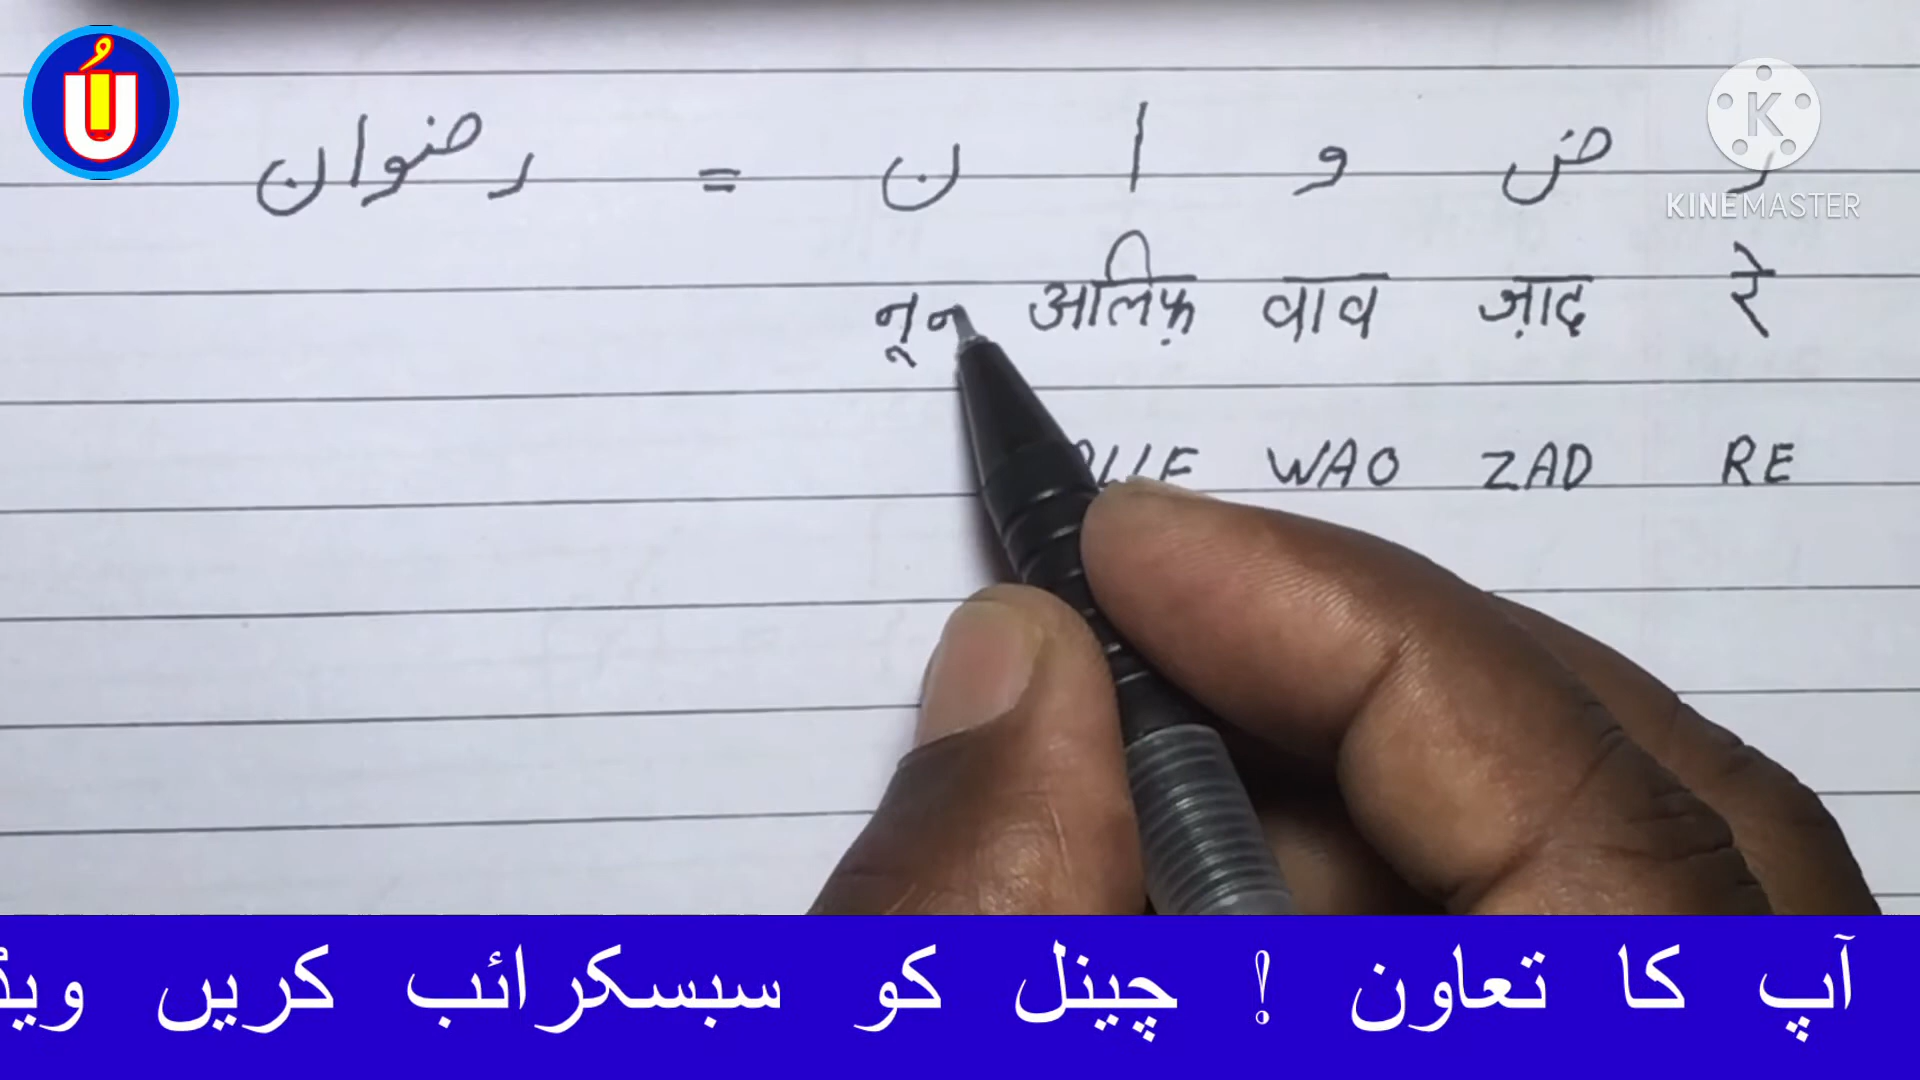 ر ض و ا ن = رضوان
रे ज़ाद वाव अलिफ़ नून
RE ZAD WAO
KINEMASTER
آپ کا تعاون ! چینل کو سبسکرائب کریں